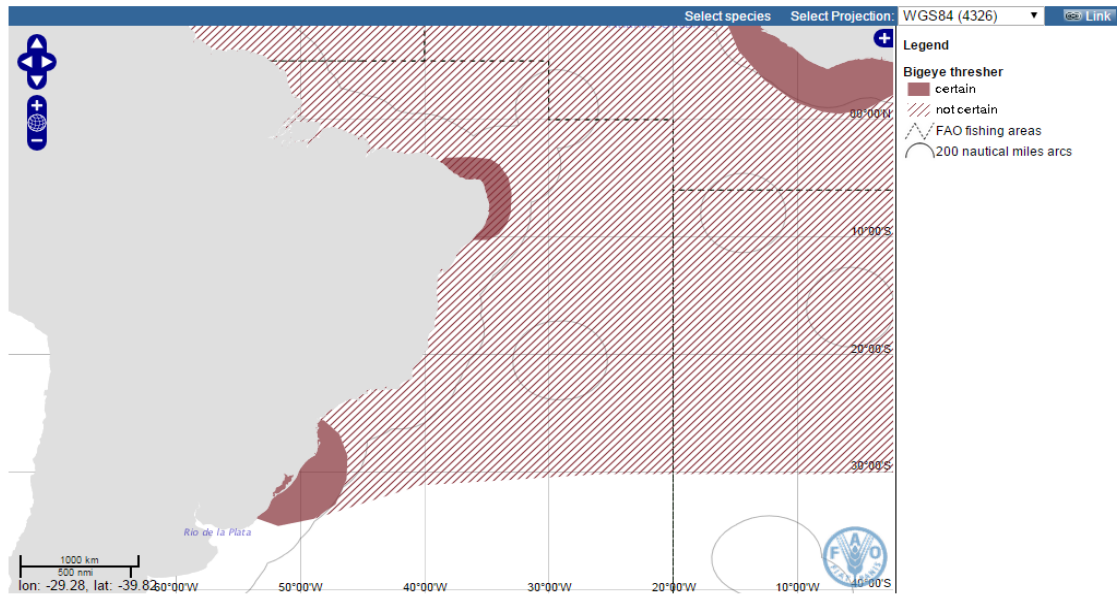 Select species Select Projection: WGS84 (4326) Link
Legend
Bigeye thresher
certain
not certain
FAO fishing areas
200 nautical miles arcs
00°00'N
10°00'S
20°00'S
30°00'S
Rio de la Plata
1000 km
500 nmi
lon: -29.28, lat: -39.82
60°00'W 50°00'W 40°00'W 30°00'W 20°00'W 10°00'W 40°00'S
F A O
FIAT PANIS